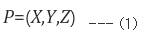 P=(X,Y,Z) --- (1)